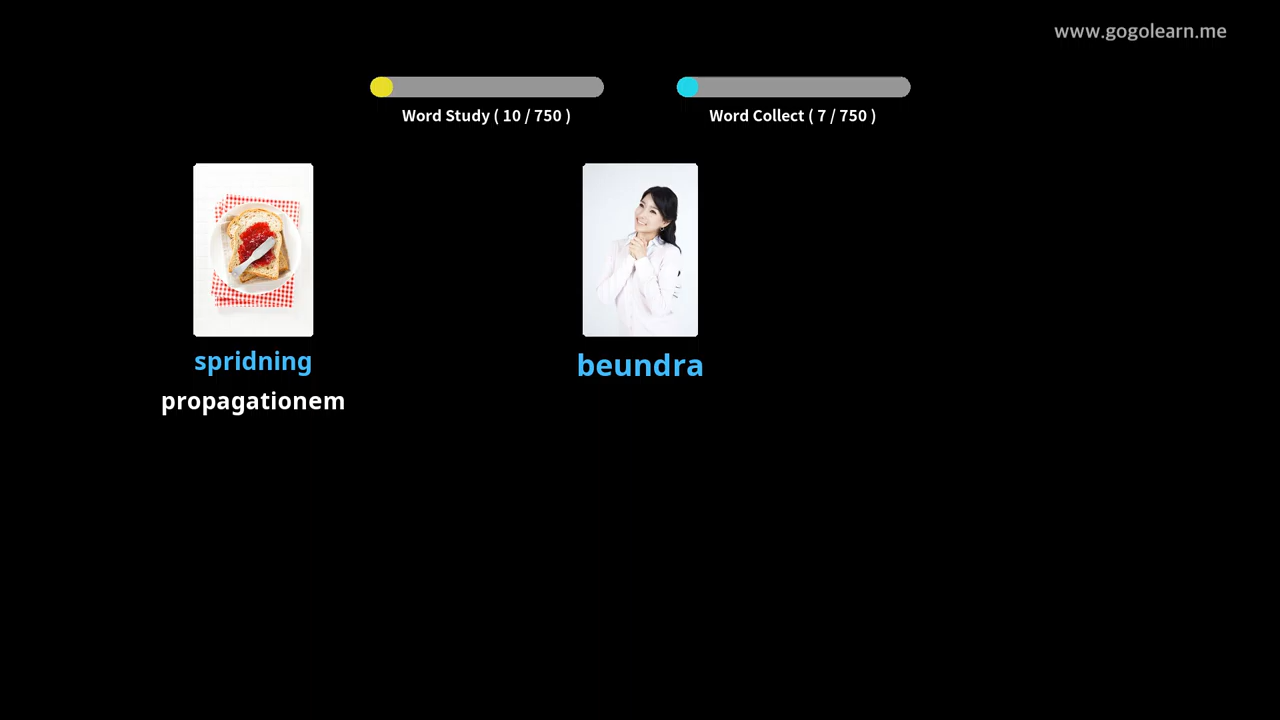 www.gogolearn.me
Word Study ( 10 / 750 )
Word Collect ( 7 / 750 )
spridning
propagationem
beundra